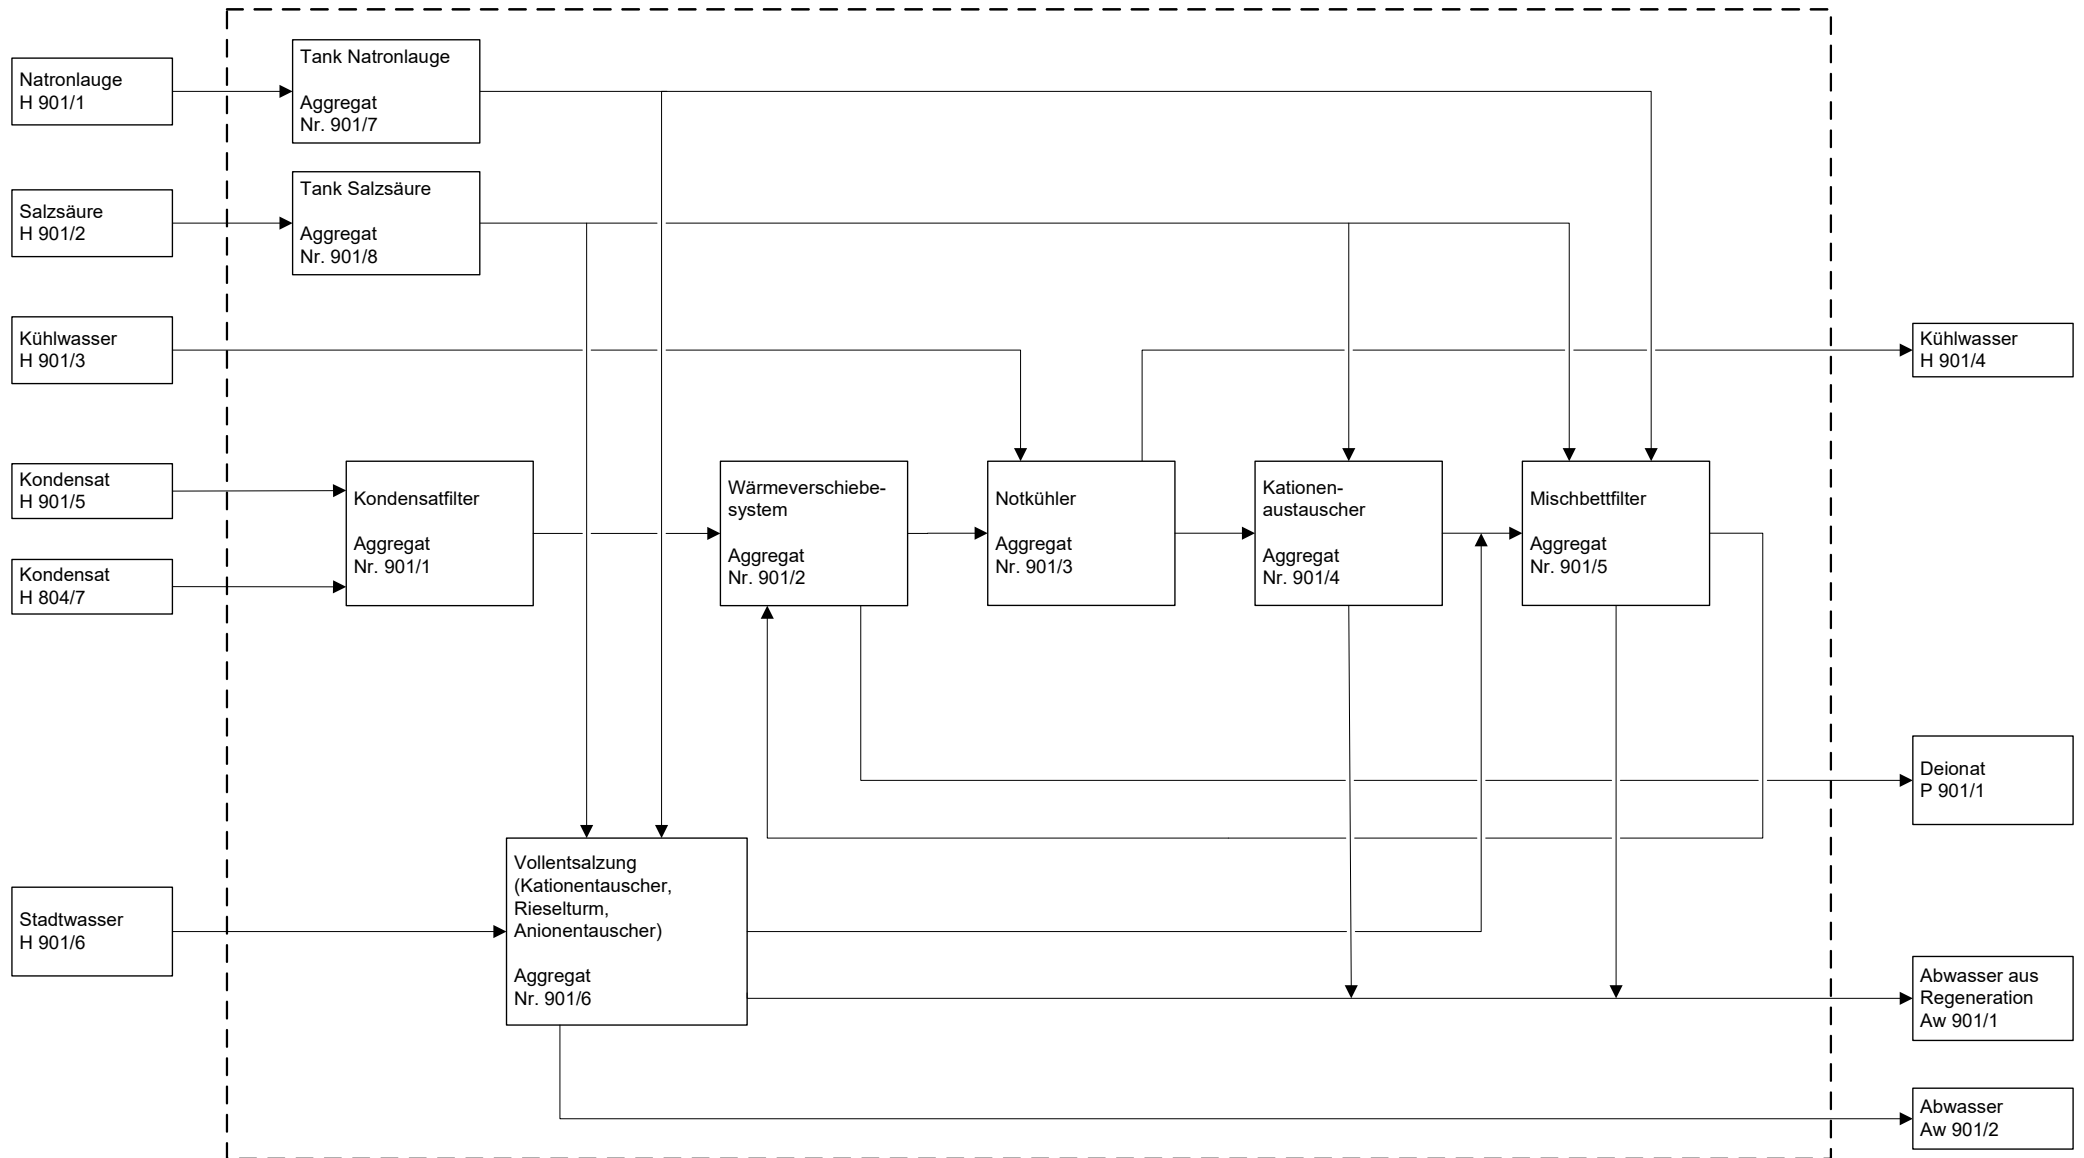 Natronlauge
H 901/1
Tank Natronlauge
Aggregat
Nr. 901/7
Salzsäure
H 901/2
Tank Salzsäure
Aggregat
Nr. 901/8
Kühlwasser
H 901/3
Kühlwasser
H 901/4
Kondensat
H 901/5
Kondensat
H 804/7
Kondensatfilter
Aggregat
Nr. 901/1
Wärmeverschiebe-
system
Aggregat
Nr. 901/2
Notkühler
Aggregat
Nr. 901/3
Kationen-
austauscher
Aggregat
Nr. 901/4
Mischbettfilter
Aggregat
Nr. 901/5
Deionat
P 901/1
Stadtwasser
H 901/6
Vollentsalzung
(Kationentauscher,
Rieselturm,
Anionentauscher)
Aggregat
Nr. 901/6
Abwasser aus
Regeneration
Aw 901/1
Abwasser
Aw 901/2